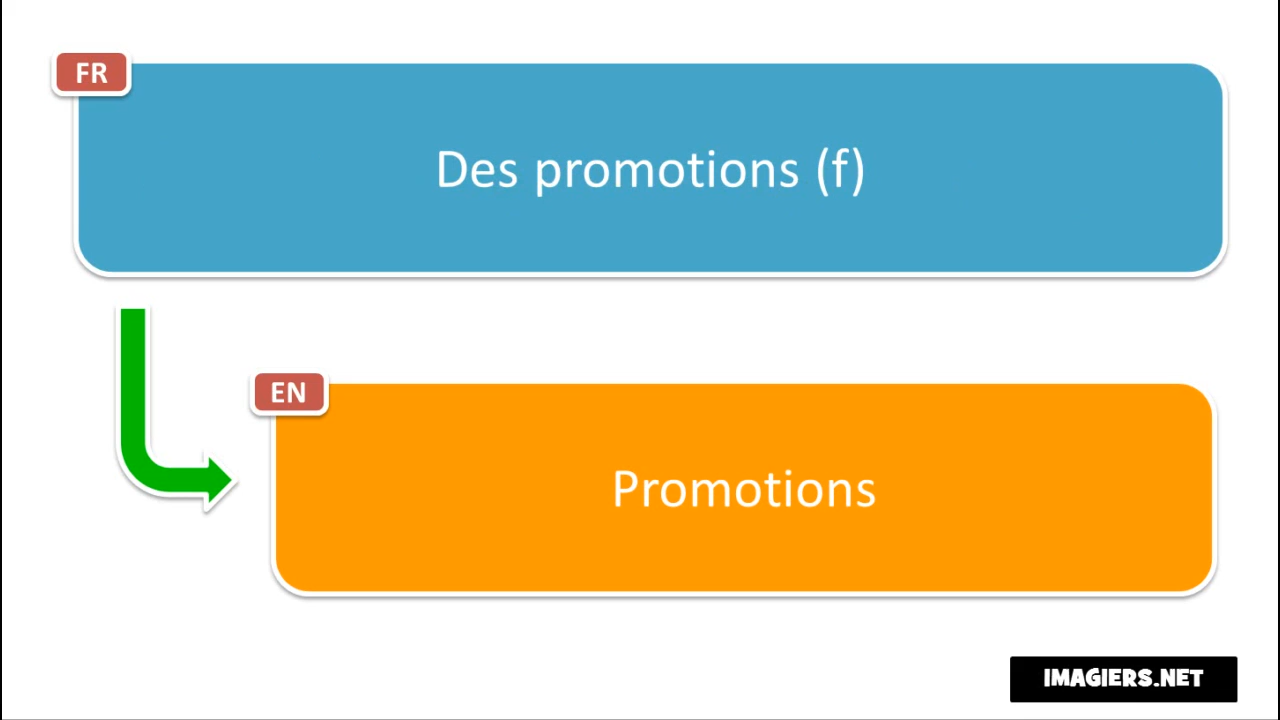 FR
Des promotions (f)
EN
Promotions
IMAGIERS.NET